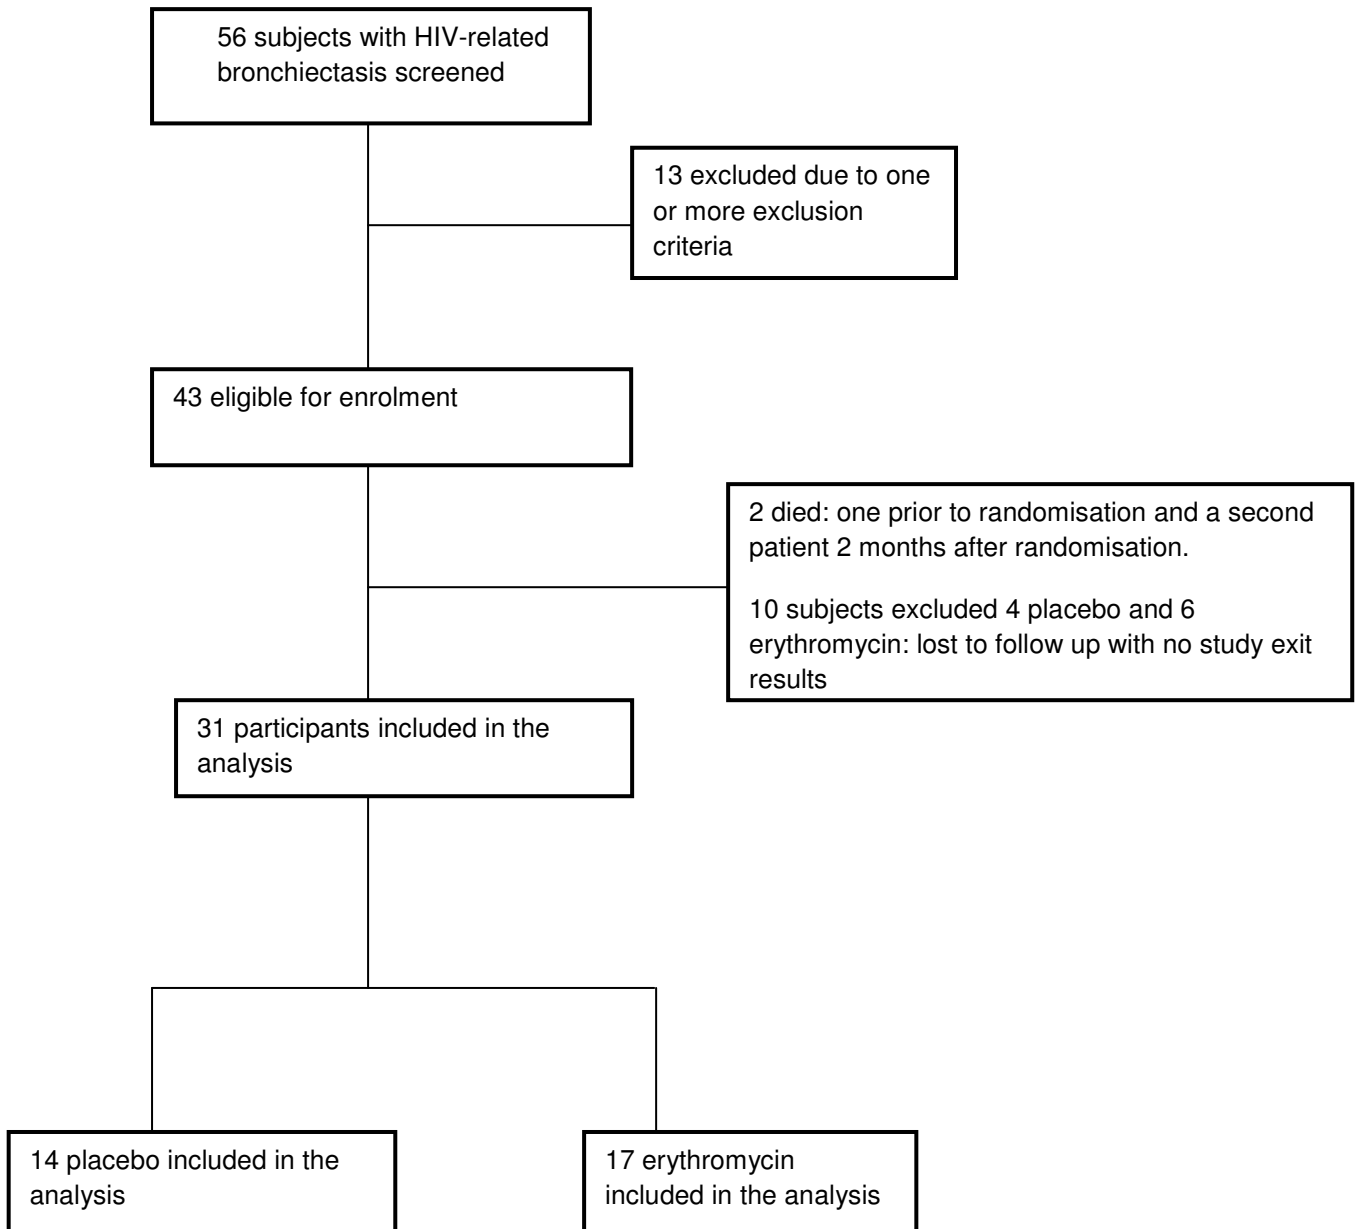 56 subjects with HIV-related
bronchiectasis screened
13 excluded due to one
or more exclusion
criteria
43 eligible for enrolment
2 died: one prior to randomisation and a second
patient 2 months after randomisation.
10 subjects excluded 4 placebo and 6
erythromycin: lost to follow up with no study exit
results
31 participants included in the
analysis
14 placebo included in the
analysis
17 erythromycin
included in the analysis